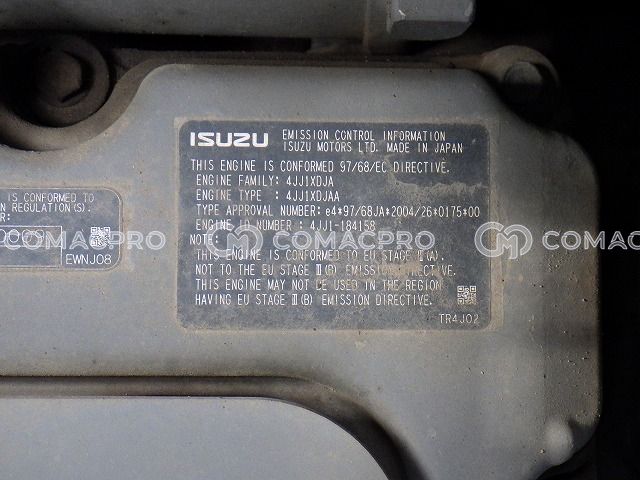 ISUZU EMISSION CONTROL INFORMATION
ISUZU MOTORS LTD. MADE IN JAPAN
THIS ENGINE IS CONFORMED 97/68/EC DIRECTIVE.
ENGINE FAMILY: 4JJ1XDJA
ENGINE TYPE : 4JJ1XDJAA
TYPE APPROVAL NUMBER: e4*97/68JA*2004/26*0175*00
ENGINE ID NUMBER : 4JJ1-184158
NOTE:
THIS ENGINE IS CONFORMED TO EU STAGE Ⅲ(A).
NOT TO THE EU STAGE Ⅲ(B) EMISSION DIRECTIVE.
THIS ENGINE MAY NOT BE USED IN THE REGION
HAVING EU STAGE Ⅲ(B) EMISSION DIRECTIVE.
TR4J02
IS CONFORMED TO
N REGULATION(S).
R:
EWNJ08
COMACPRO
COMACPRO
COMACPRO